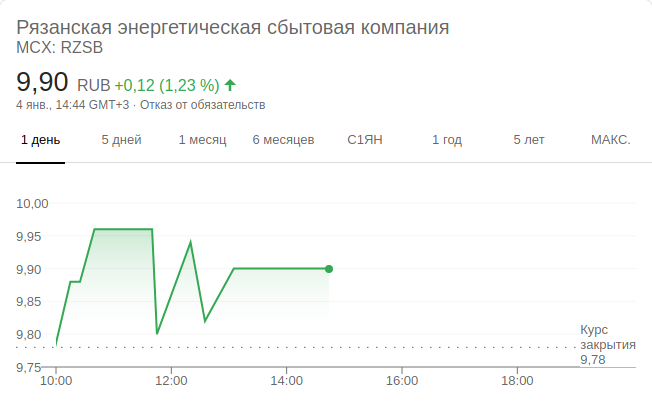 Рязанская энергетическая сбытовая компания
MCX: RZSB
9,90 RUB +0,12 (1,23 %)
4 янв., 14:44 GMT+3 · Отказ от обязательств
1 день 5 дней 1 месяц 6 месяцев С1ЯН 1 год 5 лет МАКС.
10,00
9,95
9,90
9,85
9,80
9,75
Курс
закрытия
9,78
10:00 12:00 14:00 16:00 18:00